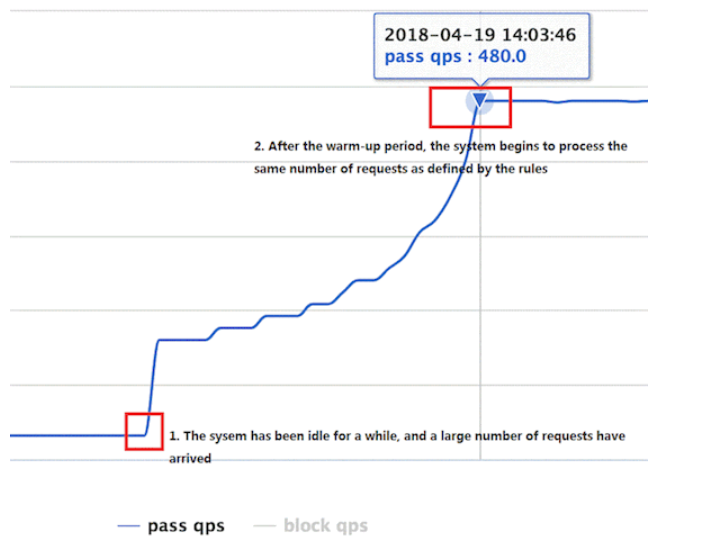 2018-04-19 14:03:46
pass qps : 480.0
2. After the warm-up period, the system begins to process the
same number of requests as defined by the rules
1. The sysem has been idle for a while, and a large number of requests have
arrived
pass qps
block qps